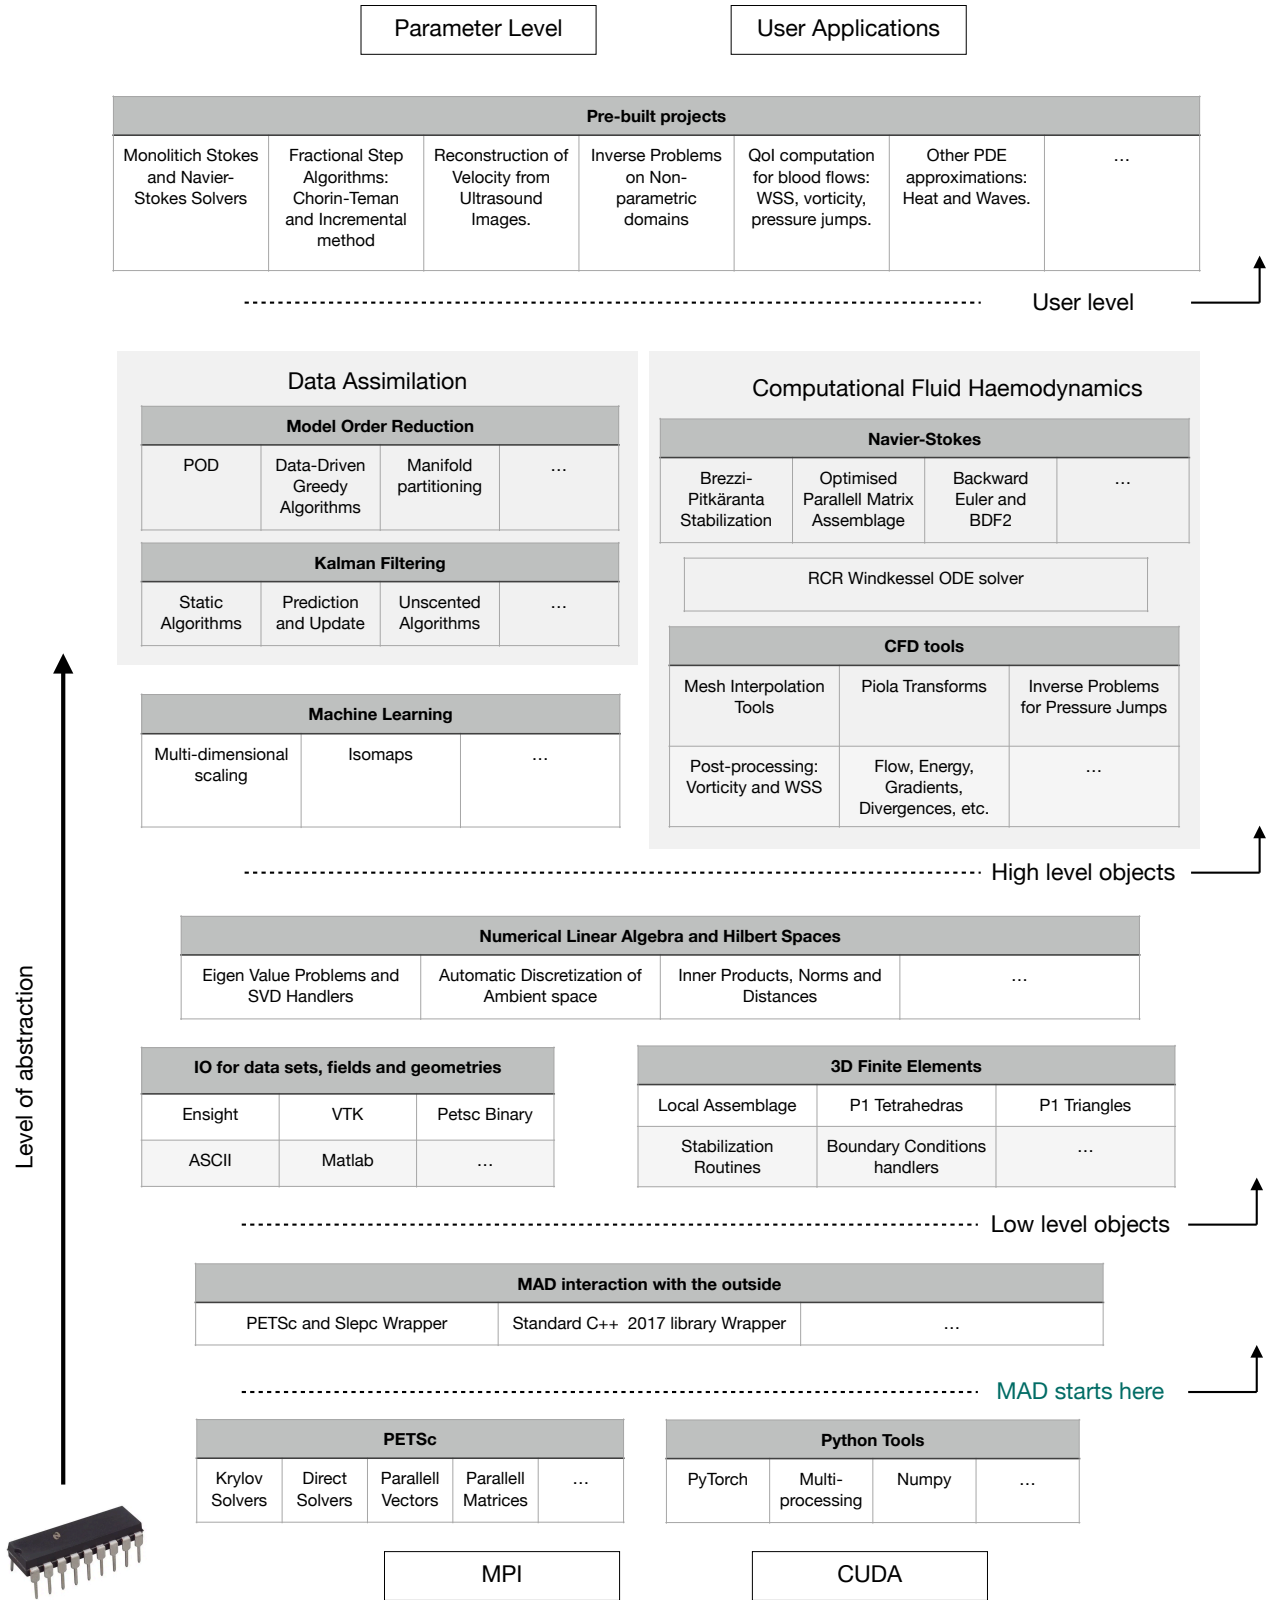 Parameter Level
User Applications
Pre-built projects
Monolitich Stokes
and Navier-
Stokes Solvers
Fractional Step
Algorithms:
Chorin-Teman
and Incremental
method
Reconstruction of
Velocity from
Ultrasound
Images.
Inverse Problems
on Non-
parametric
domains
QoI computation
for blood flows:
WSS, vorticity,
pressure jumps.
Other PDE
approximations:
Heat and Waves.
…
User level
Data Assimilation
Model Order Reduction
POD
Data-Driven
Greedy
Algorithms
Manifold
partitioning
…
Kalman Filtering
Static
Algorithms
Prediction
and Update
Unscented
Algorithms
…
Machine Learning
Multi-dimensional
scaling
Isomaps
…
Computational Fluid Haemodynamics
Navier-Stokes
Brezzi-
Pitkäranta
Stabilization
Optimised
Parallell Matrix
Assemblage
Backward
Euler and
BDF2
…
RCR Windkessel ODE solver
CFD tools
Mesh Interpolation
Tools
Piola Transforms
Inverse Problems
for Pressure Jumps
Post-processing:
Vorticity and WSS
Flow, Energy,
Gradients,
Divergences, etc.
…
High level objects
Level of abstraction
Numerical Linear Algebra and Hilbert Spaces
Eigen Value Problems and
SVD Handlers
Automatic Discretization of
Ambient space
Inner Products, Norms and
Distances
…
IO for data sets, fields and geometries
Ensight
VTK
Petsc Binary
ASCII
Matlab
…
3D Finite Elements
Local Assemblage
P1 Tetrahedras
P1 Triangles
Stabilization
Routines
Boundary Conditions
handlers
…
Low level objects
MAD interaction with the outside
PETSc and Slepc Wrapper
Standard C++ 2017 library Wrapper
…
MAD starts here
PETSc
Krylov
Solvers
Direct
Solvers
Parallell
Vectors
Parallell
Matrices
…
Python Tools
PyTorch
Multi-
processing
Numpy
…
MPI
CUDA